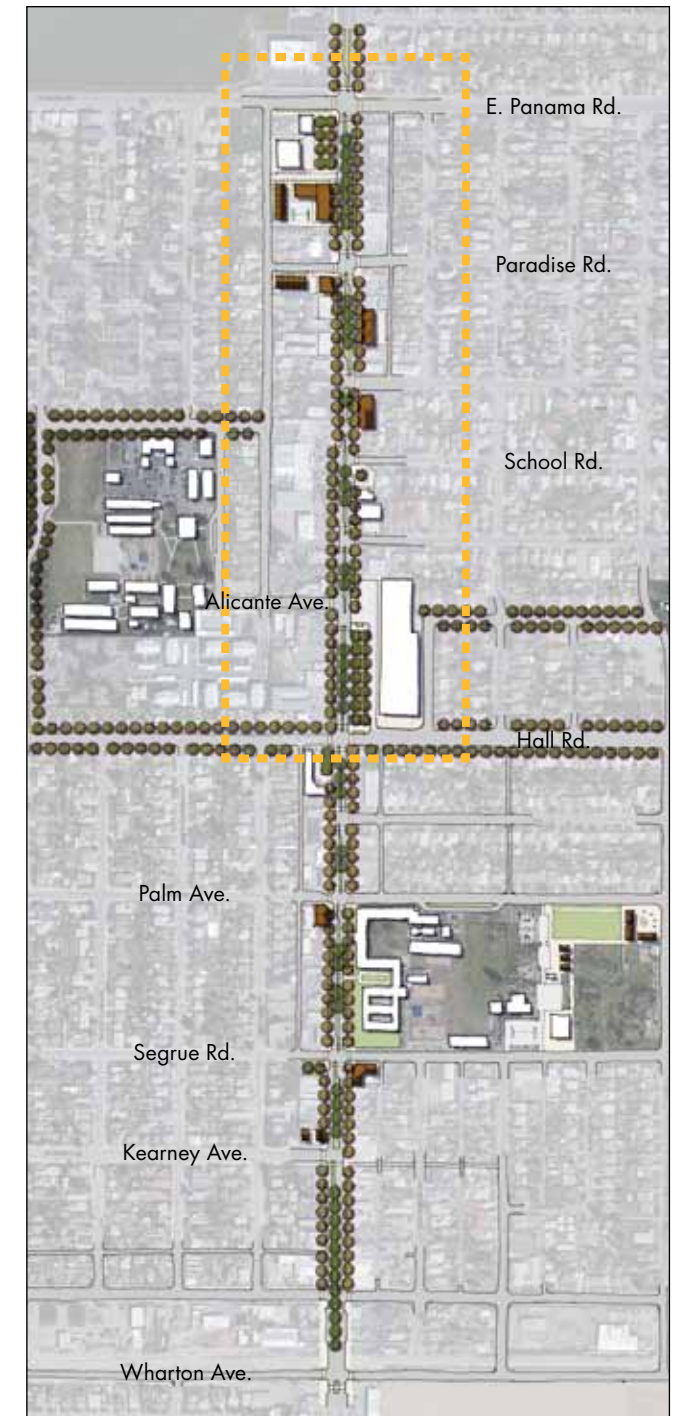 E. Panama Rd.
Paradise Rd.
School Rd.
Alicante Ave.
Hall Rd.
Palm Ave.
Segrue Rd.
Kearney Ave.
Wharton Ave.